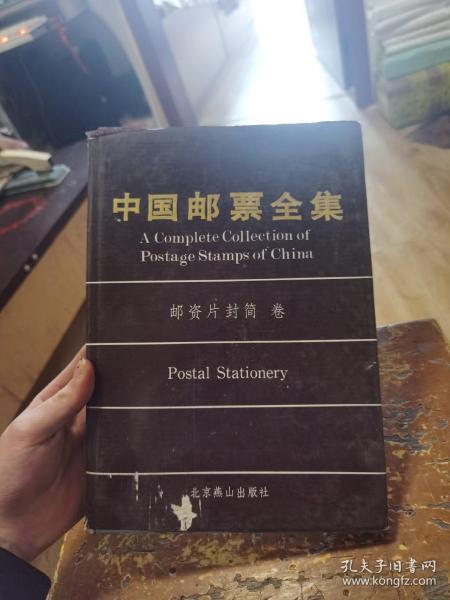 中国邮票全集
A Complete Collection of
Postage Stamps of China
邮资片封简 卷
Postal Stationery
北京燕山出版社
孔夫子旧书网
www.kongfz.com